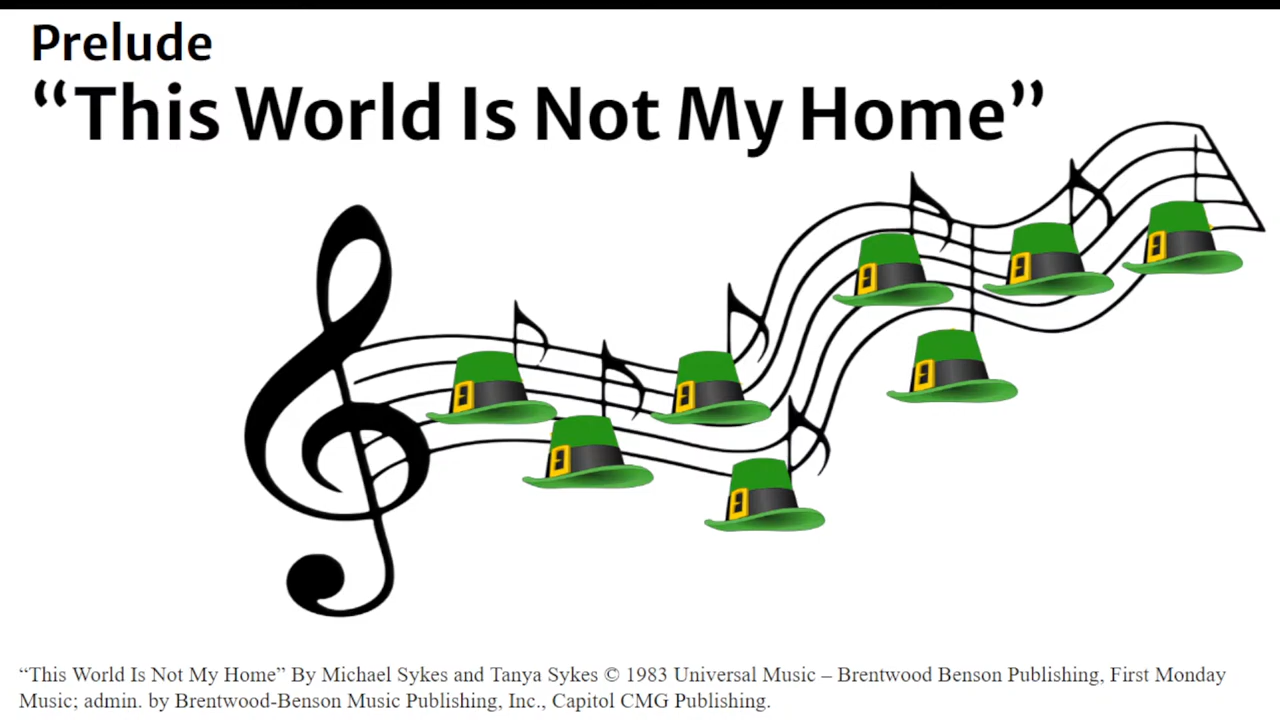 Prelude
“This World Is Not My Home”
“This World Is Not My Home” By Michael Sykes and Tanya Sykes © 1983 Universal Music – Brentwood Benson Publishing, First Monday
Music; admin. by Brentwood-Benson Music Publishing, Inc., Capitol CMG Publishing.